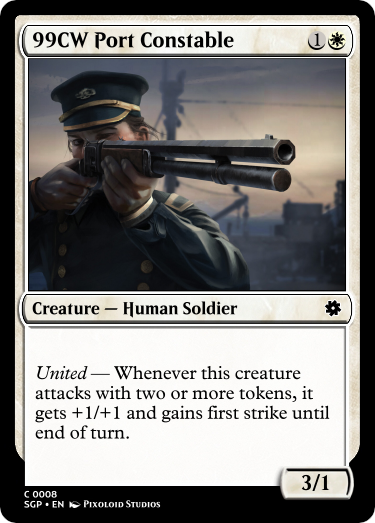 99CW Port Constable 1
Creature — Human Soldier
United — Whenever this creature
attacks with two or more tokens, it
gets +1/+1 and gains first strike until
end of turn.
3/1
C 0008
SGP • EN Pixoloid Studios